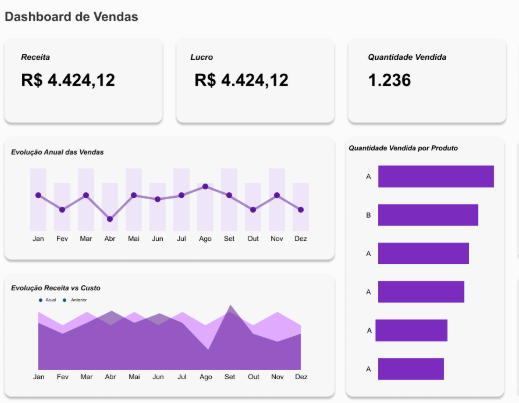 Dashboard de Vendas
Receita
R$ 4.424,12
Lucro
R$ 4.424,12
Quantidade Vendida
1.236
Evolução Anual das Vendas
Jan Fev Mar Abr Mai Jun Jul Ago Set Out Nov Dez
Quantidade Vendida por Produto
A
B
A
A
A
A
Evolução Receita vs Custo
Atual Anterior
Jan Fev Mar Abr Mai Jun Jul Ago Set Out Nov Dez